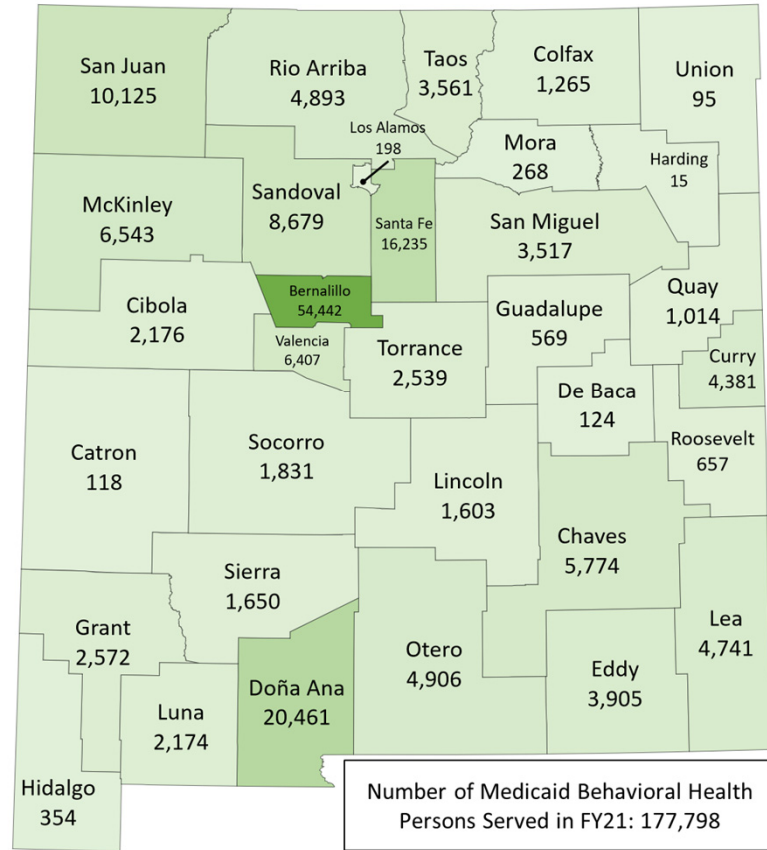 San Juan
10,125
Rio Arriba
4,893
Taos
3,561
Colfax
1,265
Union
95
Los Alamos
198
Mora
268
Harding
15
McKinley
6,543
Sandoval
8,679
Santa Fe
16,235
San Miguel
3,517
Cibola
2,176
Bernalillo
54,442
Valencia
6,407
Torrance
2,539
Guadalupe
569
Quay
1,014
Curry
4,381
De Baca
124
Roosevelt
657
Catron
118
Socorro
1,831
Lincoln
1,603
Chaves
5,774
Sierra
1,650
Grant
2,572
Otero
4,906
Lea
4,741
Eddy
3,905
Doña Ana
20,461
Luna
2,174
Hidalgo
354
Number of Medicaid Behavioral Health
Persons Served in FY21: 177,798